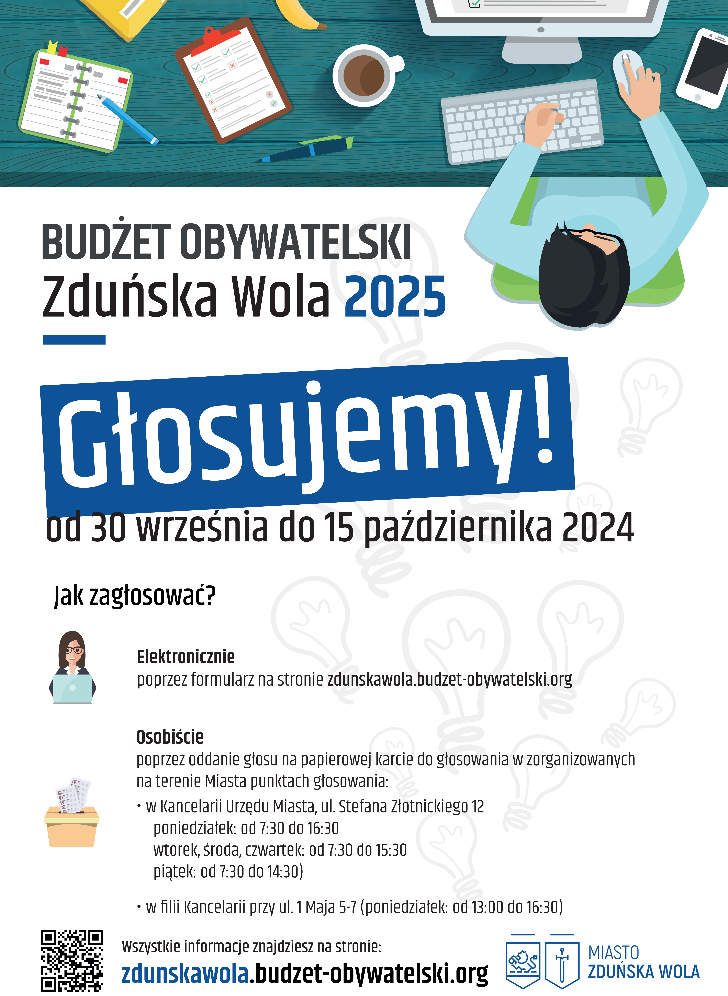 BUDŻET OBYWATELSKI
Zduńska Wola 2025
Głosujemy!
od 30 września do 15 października 2024
Jak zagłosować?
Elektronicznie
poprzez formularz na stronie zdunskawola.budzet-obywatelski.org
Osobiście
poprzez oddanie głosu na papierowej karcie do głosowania w zorganizowanych
na terenie Miasta punktach głosowania:
• w Kancelarii Urzędu Miasta, ul. Stefana Złotnickiego 12
poniedziałek: od 7:30 do 16:30
wtorek, środa, czwartek: od 7:30 do 15:30
piątek: od 7:30 do 14:30)
• w filii Kancelarii przy ul. 1 Maja 5-7 (poniedziałek: od 13:00 do 16:30)
Wszystkie informacje znajdziesz na stronie:
zdunskawola.budzet-obywatelski.org
MIASTO
ZDUŃSKA WOLA